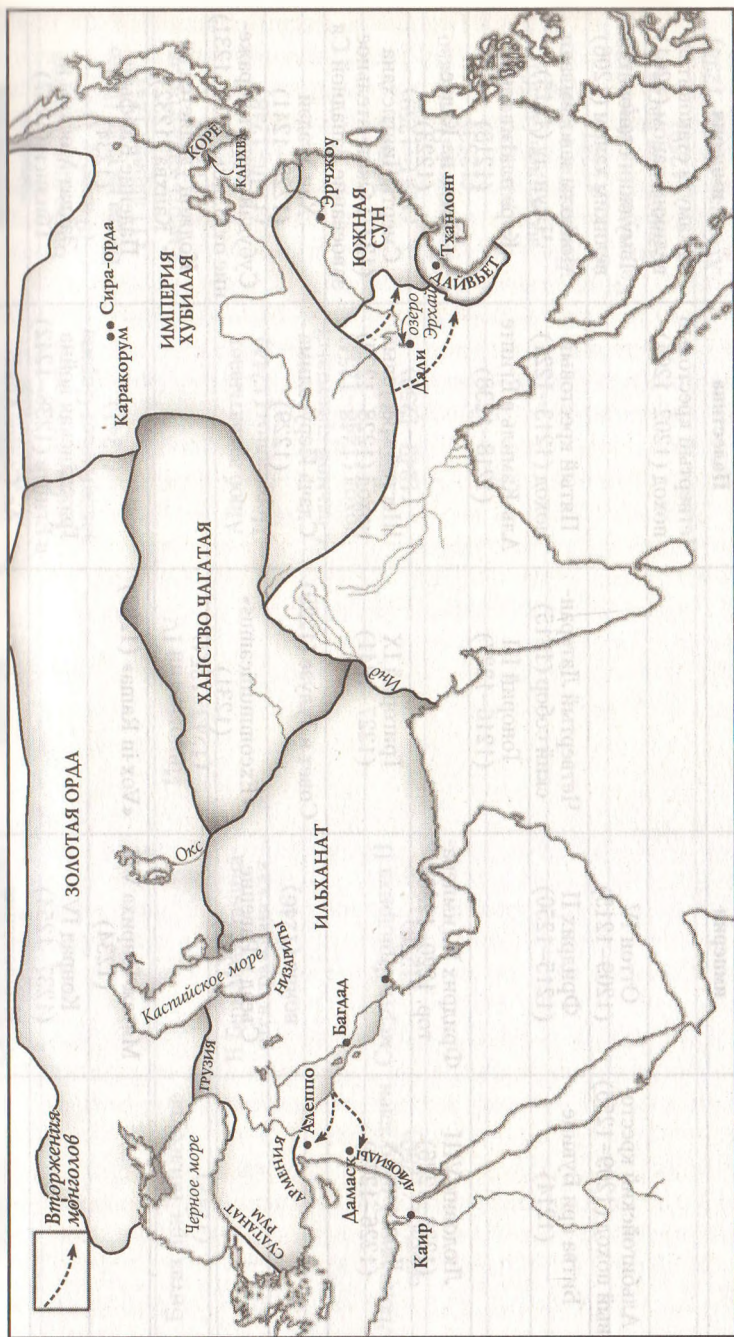 Вторжения
монголов
ЗОЛОТАЯ ОРДА
Каракорум
Сира-орда
ИМПЕРИЯ
ХУБИЛАЯ
КОРЕ
КАНХВА
Черное море
ГРУЗИЯ
Каспийское море
Окс
ХАНСТВО ЧАГАТАЯ
НИЗАРИТЫ
СУЛТАНАТ
РУМ
АРМЕНИЯ
Алеппо
Багдад
ИЛЬХАНАТ
Дамаск
АЙЮБИДЫ
Каир
Инд
Эрчжоу
ЮЖНАЯ
СУН
озеро
Эрхай
Дяли
Тханлонг
ДАЙВЬЕТ